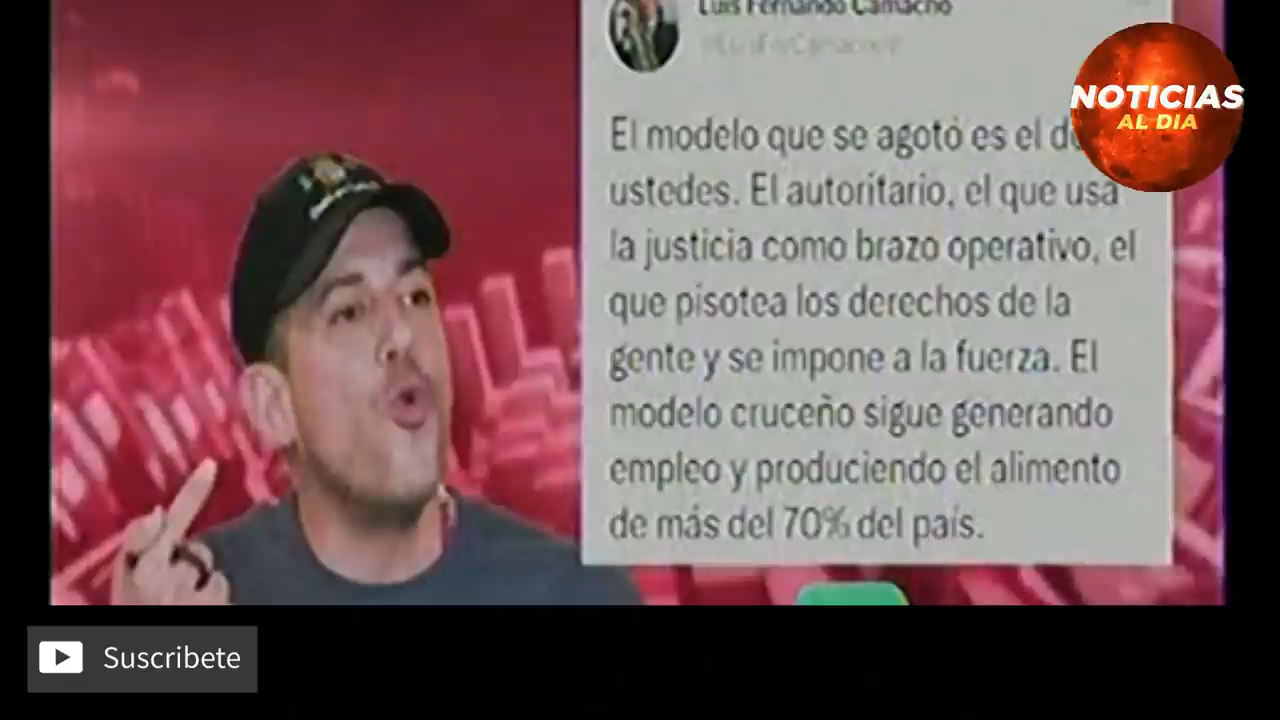 Luis Fernando Camacho
NOTICIAS
AL DIA
El modelo que se agotó es el
ustedes. El autoritario, el que usa
la justicia como brazo operativo, el
que pisotea los derechos de la
gente y se impone a la fuerza. El
modelo cruceño sigue generando
empleo y produciendo el alimento
de más del 70% del país.
Suscribete